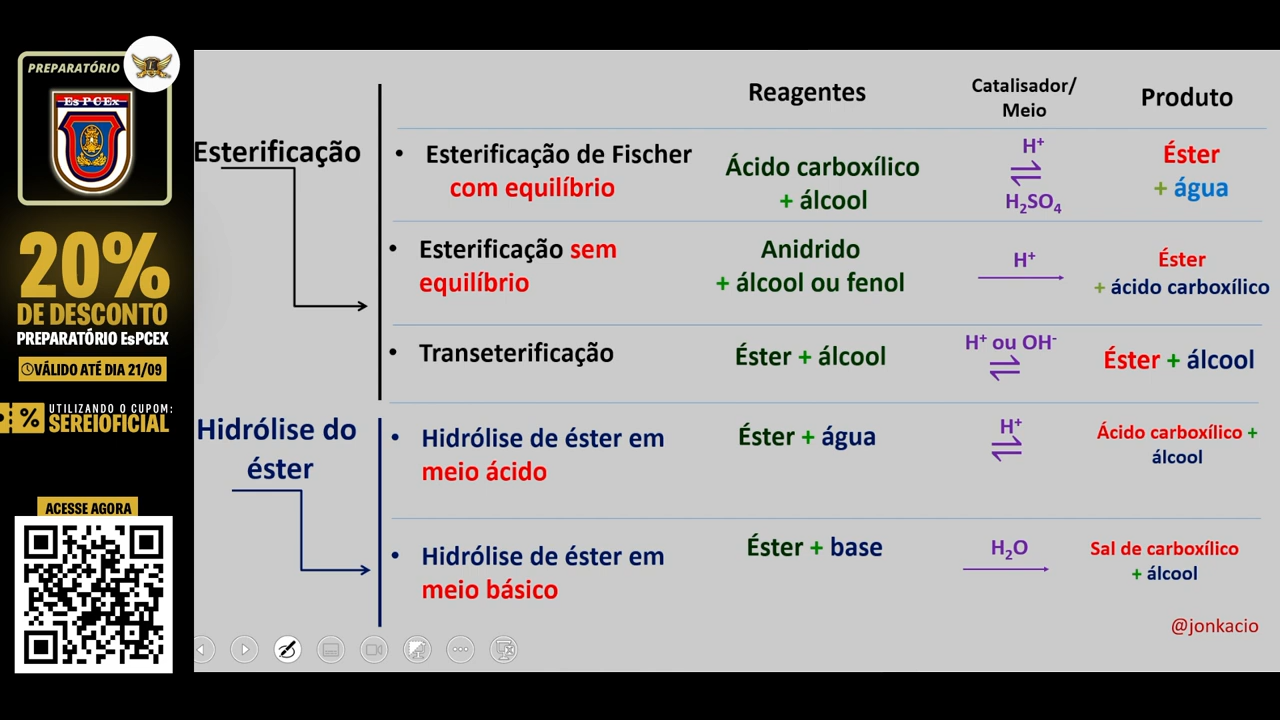 PREPARATÓRIO
EsPCEx
20%
DE DESCONTO
PREPARATÓRIO EsPCEX
VÁLIDO ATÉ DIA 21/09
%
UTILIZANDO O CUPOM:
SEREIOFICIAL
ACESSE AGORA
Reagentes
Catalisador/
Meio
Produto
Esterificação
• Esterificação de Fischer
com equilíbrio
Ácido carboxílico
+ álcool
H⁺
⇌
H₂SO₄
Éster
+ água
• Esterificação sem
equilíbrio
Anidrido
+ álcool ou fenol
H⁺
Éster
+ ácido carboxílico
• Transeterificação
Éster + álcool
H⁺ ou OH⁻
⇌
Éster + álcool
Hidrólise do
éster
• Hidrólise de éster em
meio ácido
Éster + água
H⁺
⇌
Ácido carboxílico +
álcool
• Hidrólise de éster em
meio básico
Éster + base
H₂O
Sal de carboxílico
+ álcool
@jonkacio